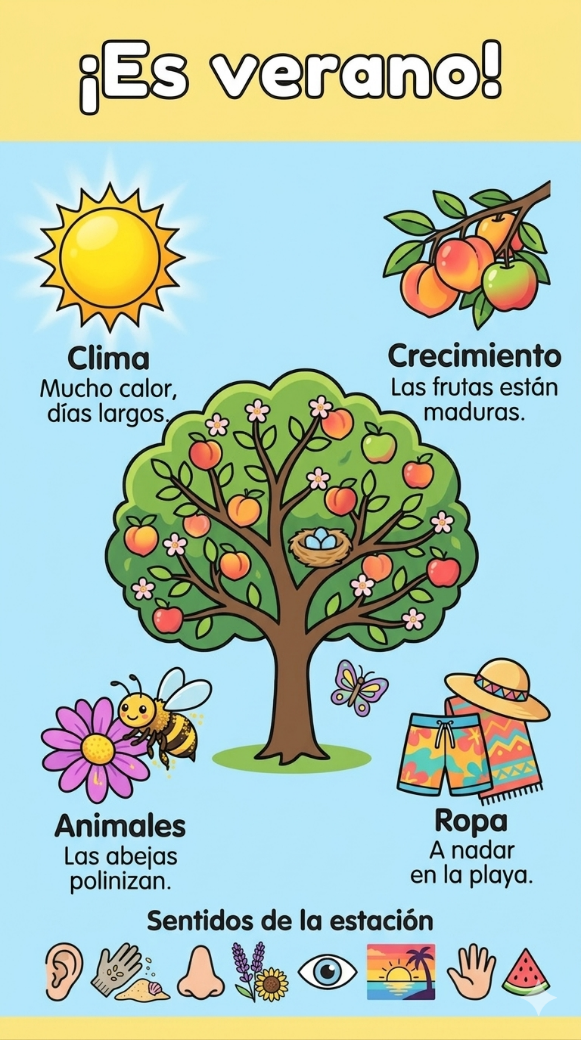 ¡Es verano!
Clima
Mucho calor,
días largos.
Crecimiento
Las frutas están
maduras.
Animales
Las abejas
polinizan.
Ropa
A nadar
en la playa.
Sentidos de la estación